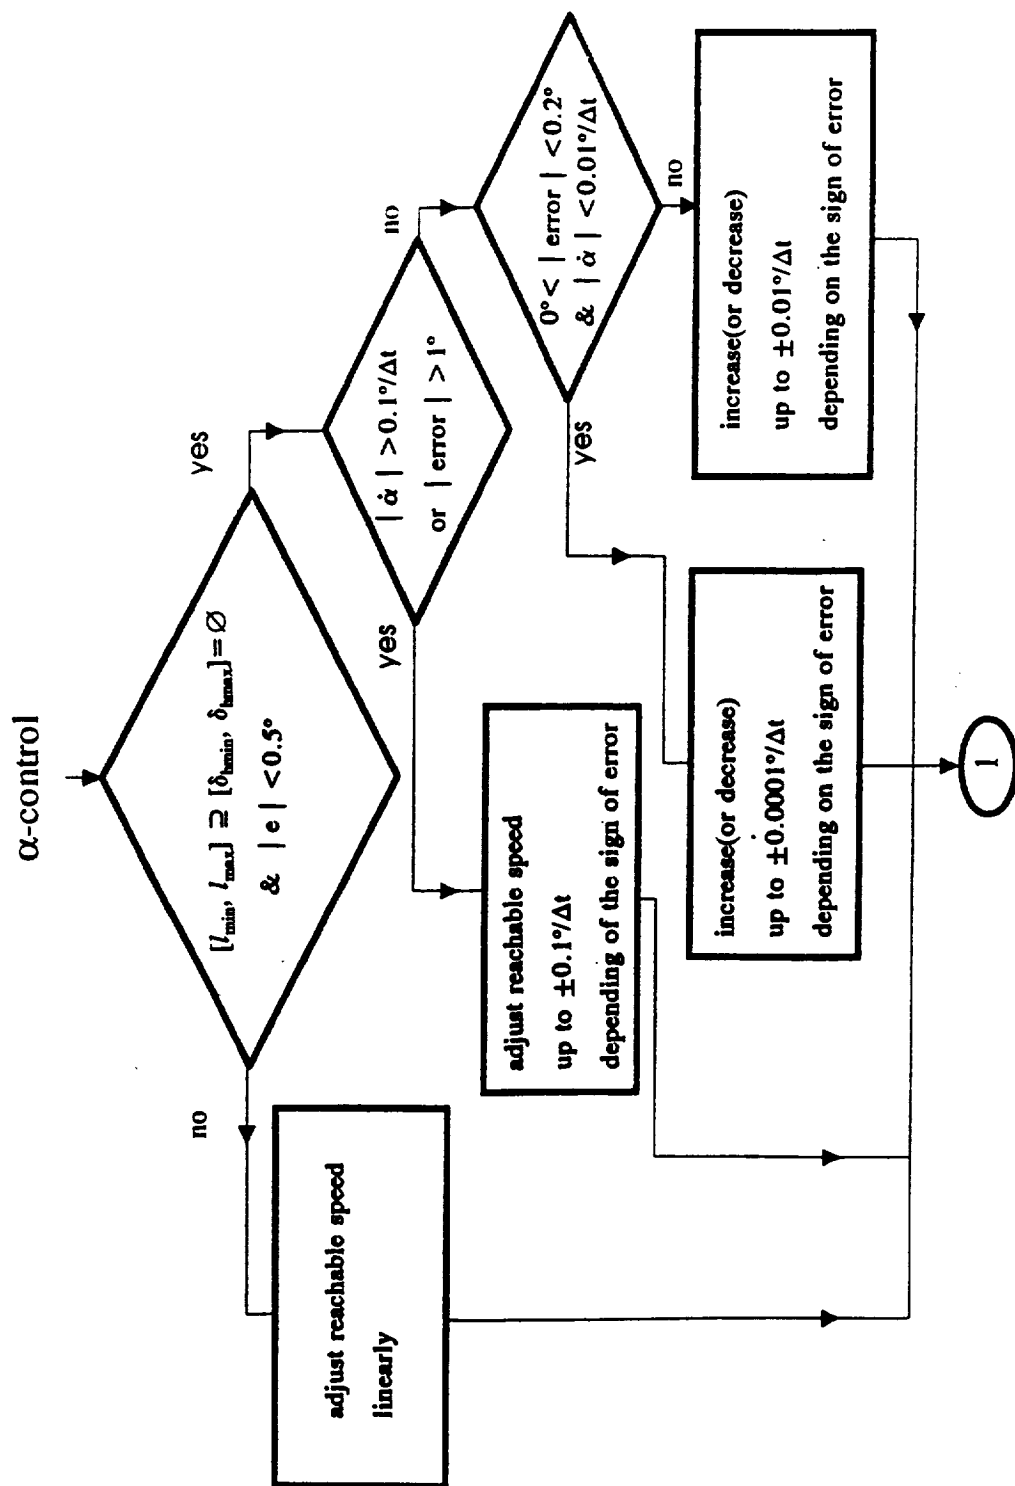 α-control
[l_min, l_max] ⊇ [δ_hmin, δ_hmax]=∅
& | e | <0.5°
no
yes
adjust reachable speed
linearly
| α̇ | >0.1°/Δt
or | error | >1°
yes
no
adjust reachable speed
up to ±0.1°/Δt
depending of the sign of error
0°< | error | <0.2°
& | α̇ | <0.01°/Δt
yes
no
increase(or decrease)
up to ±0.0001°/Δt
depending on the sign of error
increase(or decrease)
up to ±0.01°/Δt
depending on the sign of error
1